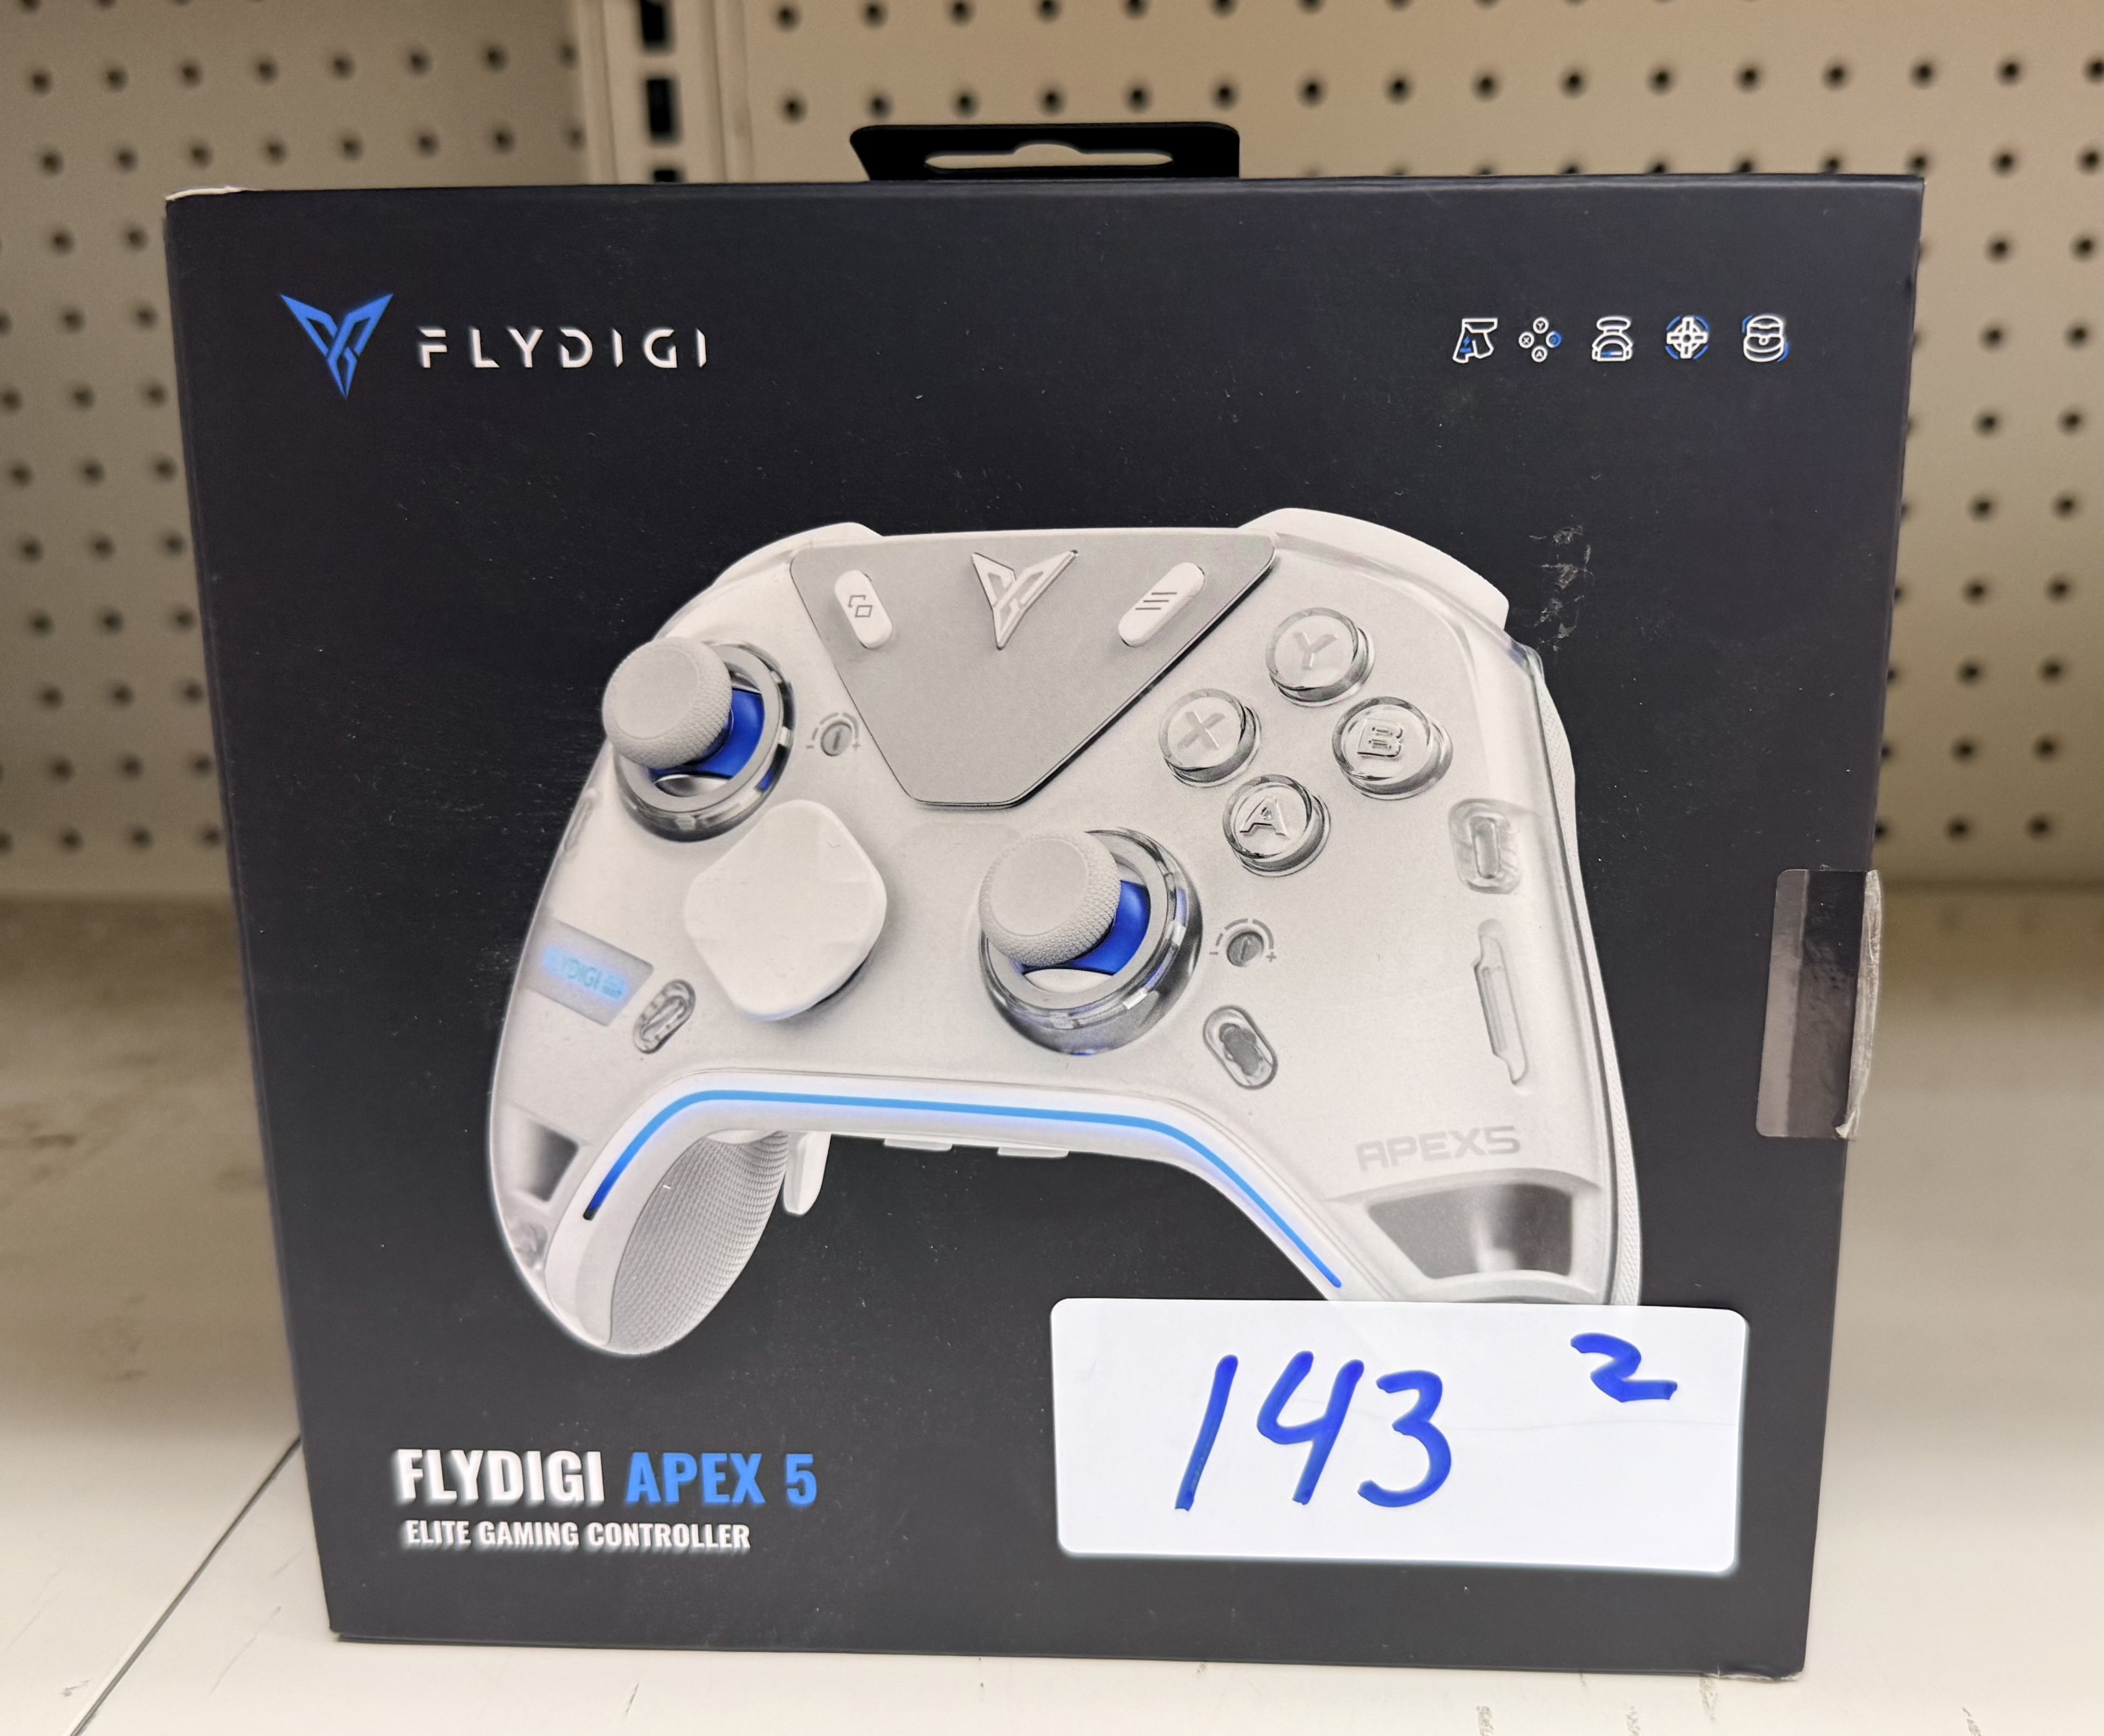 FLYDIGI
Y
X
B
A
FLYDIGI
APEX5
143 2
FLYDIGI APEX 5
ELITE GAMING CONTROLLER